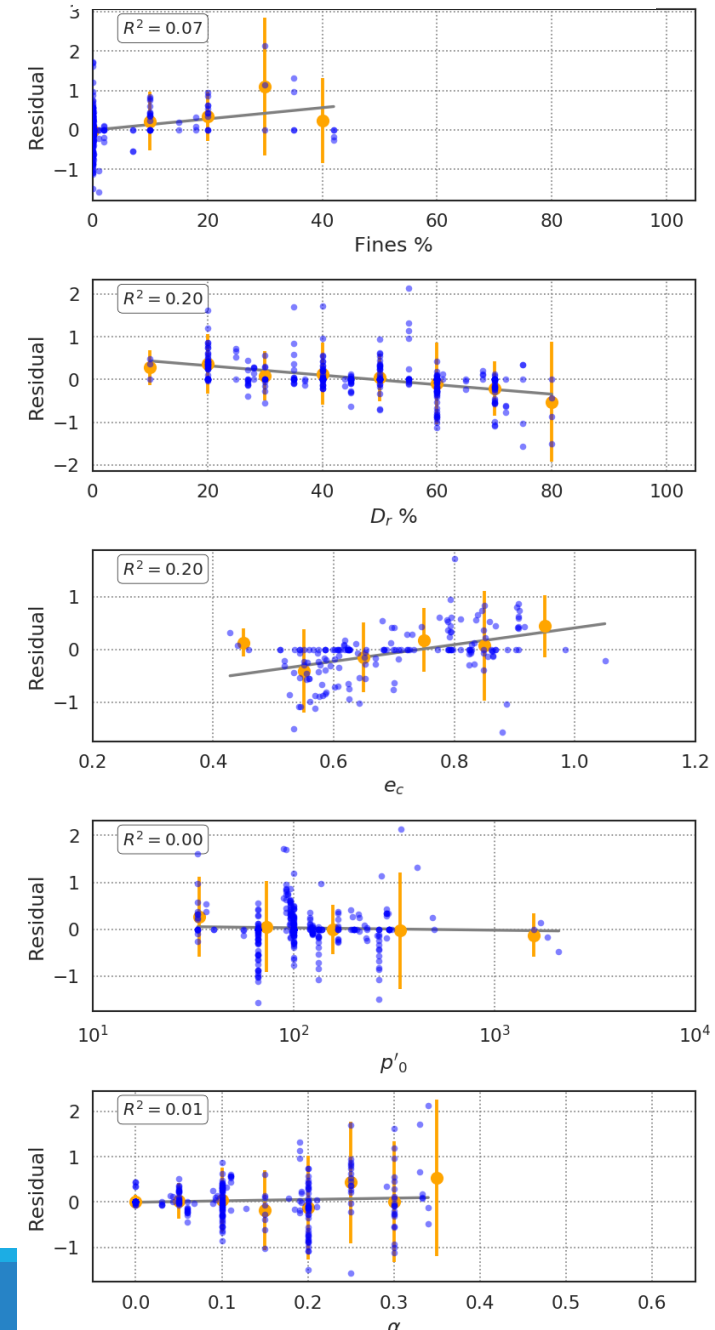 3
2
1
0
−1
Residual
R² = 0.07
0 20 40 60 80 100
Fines %
2
1
0
−1
−2
Residual
R² = 0.20
0 20 40 60 80 100
Dᵣ %
1
0
−1
Residual
R² = 0.20
0.2 0.4 0.6 0.8 1.0 1.2
e_c
2
1
0
−1
Residual
R² = 0.00
10¹ 10² 10³ 10⁴
p′₀
2
1
0
−1
Residual
R² = 0.01
0.0 0.1 0.2 0.3 0.4 0.5 0.6
α